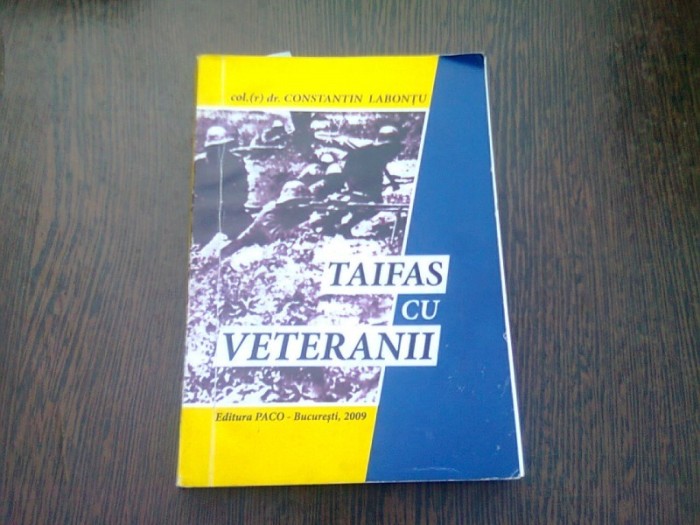 col.(r) dr. CONSTANTIN LABONȚU
TAIFAS
CU
VETERANII
Editura PACO - București, 2009